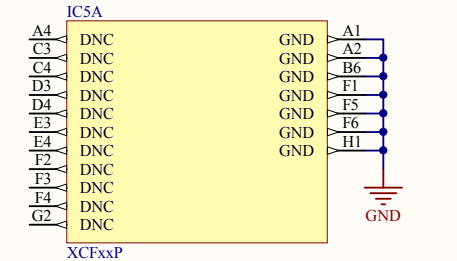 IC5A
A4 DNC GND A1
C3 DNC GND A2
C4 DNC GND B6
D3 DNC GND F1
D4 DNC GND F5
E3 DNC GND F6
E4 DNC GND H1
F2 DNC
F3 DNC
F4 DNC
G2 DNC
GND
XCFxxP